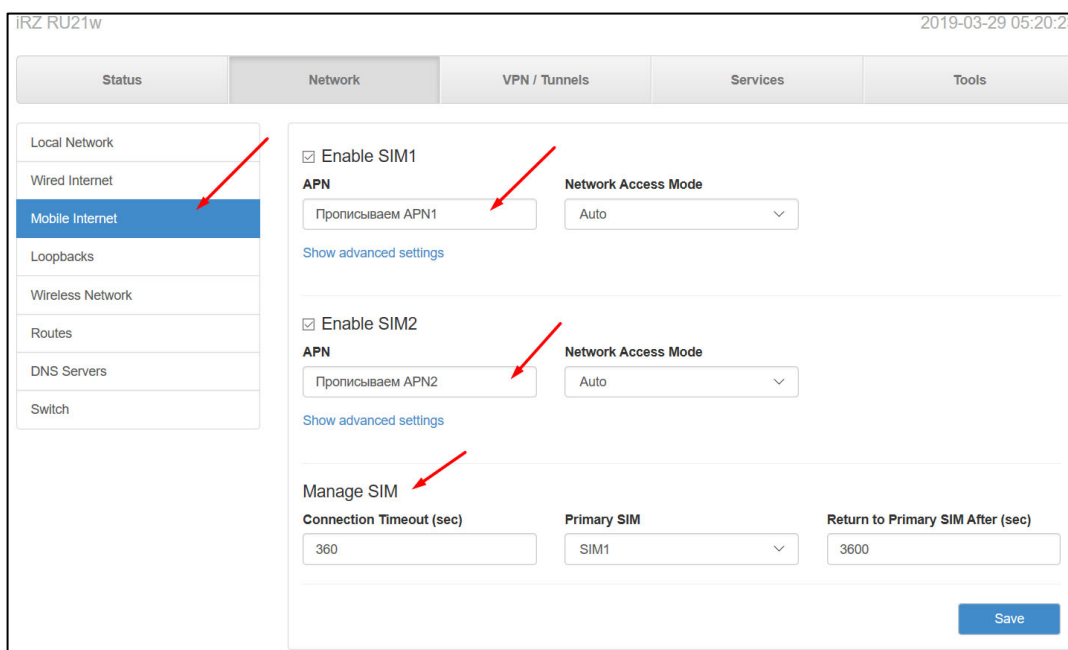 iRZ RU21w 2019-03-29 05:20:2
Status Network VPN / Tunnels Services Tools
Local Network
Wired Internet
Mobile Internet
Loopbacks
Wireless Network
Routes
DNS Servers
Switch
Enable SIM1
APN Network Access Mode
Прописываем APN1 Auto
Show advanced settings
Enable SIM2
APN Network Access Mode
Прописываем APN2 Auto
Show advanced settings
Manage SIM
Connection Timeout (sec) Primary SIM Return to Primary SIM After (sec)
360 SIM1 3600
Save